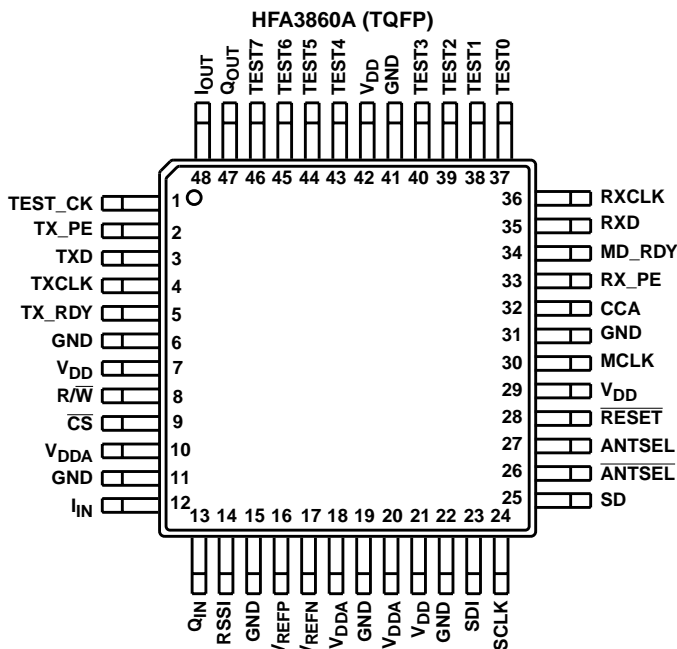 HFA3860A (TQFP)
I_OUT
Q_OUT
TEST7
TEST6
TEST5
TEST4
V_DD
GND
TEST3
TEST2
TEST1
TEST0
48 47 46 45 44 43 42 41 40 39 38 37
TEST_CK 1
TX_PE 2
TXD 3
TXCLK 4
TX_RDY 5
GND 6
V_DD 7
R/W̅ 8
C̅S̅ 9
V_DDA 10
GND 11
I_IN 12
36 RXCLK
35 RXD
34 MD_RDY
33 RX_PE
32 CCA
31 GND
30 MCLK
29 V_DD
28 R̅E̅S̅E̅T̅
27 ANTSEL
26 A̅N̅T̅S̅E̅L̅
25 SD
13 14 15 16 17 18 19 20 21 22 23 24
Q_IN
RSSI
GND
V_REFP
V_REFN
V_DDA
GND
V_DDA
V_DD
GND
SDI
SCLK